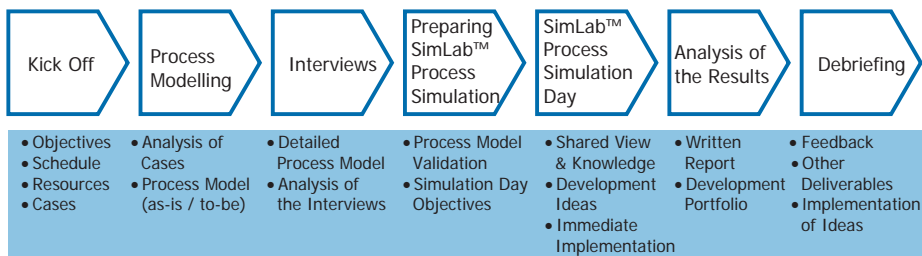 Kick Off
Process
Modelling
Interviews
Preparing
SimLab™
Process
Simulation
SimLab™
Process
Simulation
Day
Analysis of
the Results
Debriefing
• Objectives
• Schedule
• Resources
• Cases
• Analysis of
Cases
• Process Model
(as-is / to-be)
• Detailed
Process Model
• Analysis of
the Interviews
• Process Model
Validation
• Simulation Day
Objectives
• Shared View
& Knowledge
• Development
Ideas
• Immediate
Implementation
• Written
Report
• Development
Portfolio
• Feedback
• Other
Deliverables
• Implementation
of Ideas